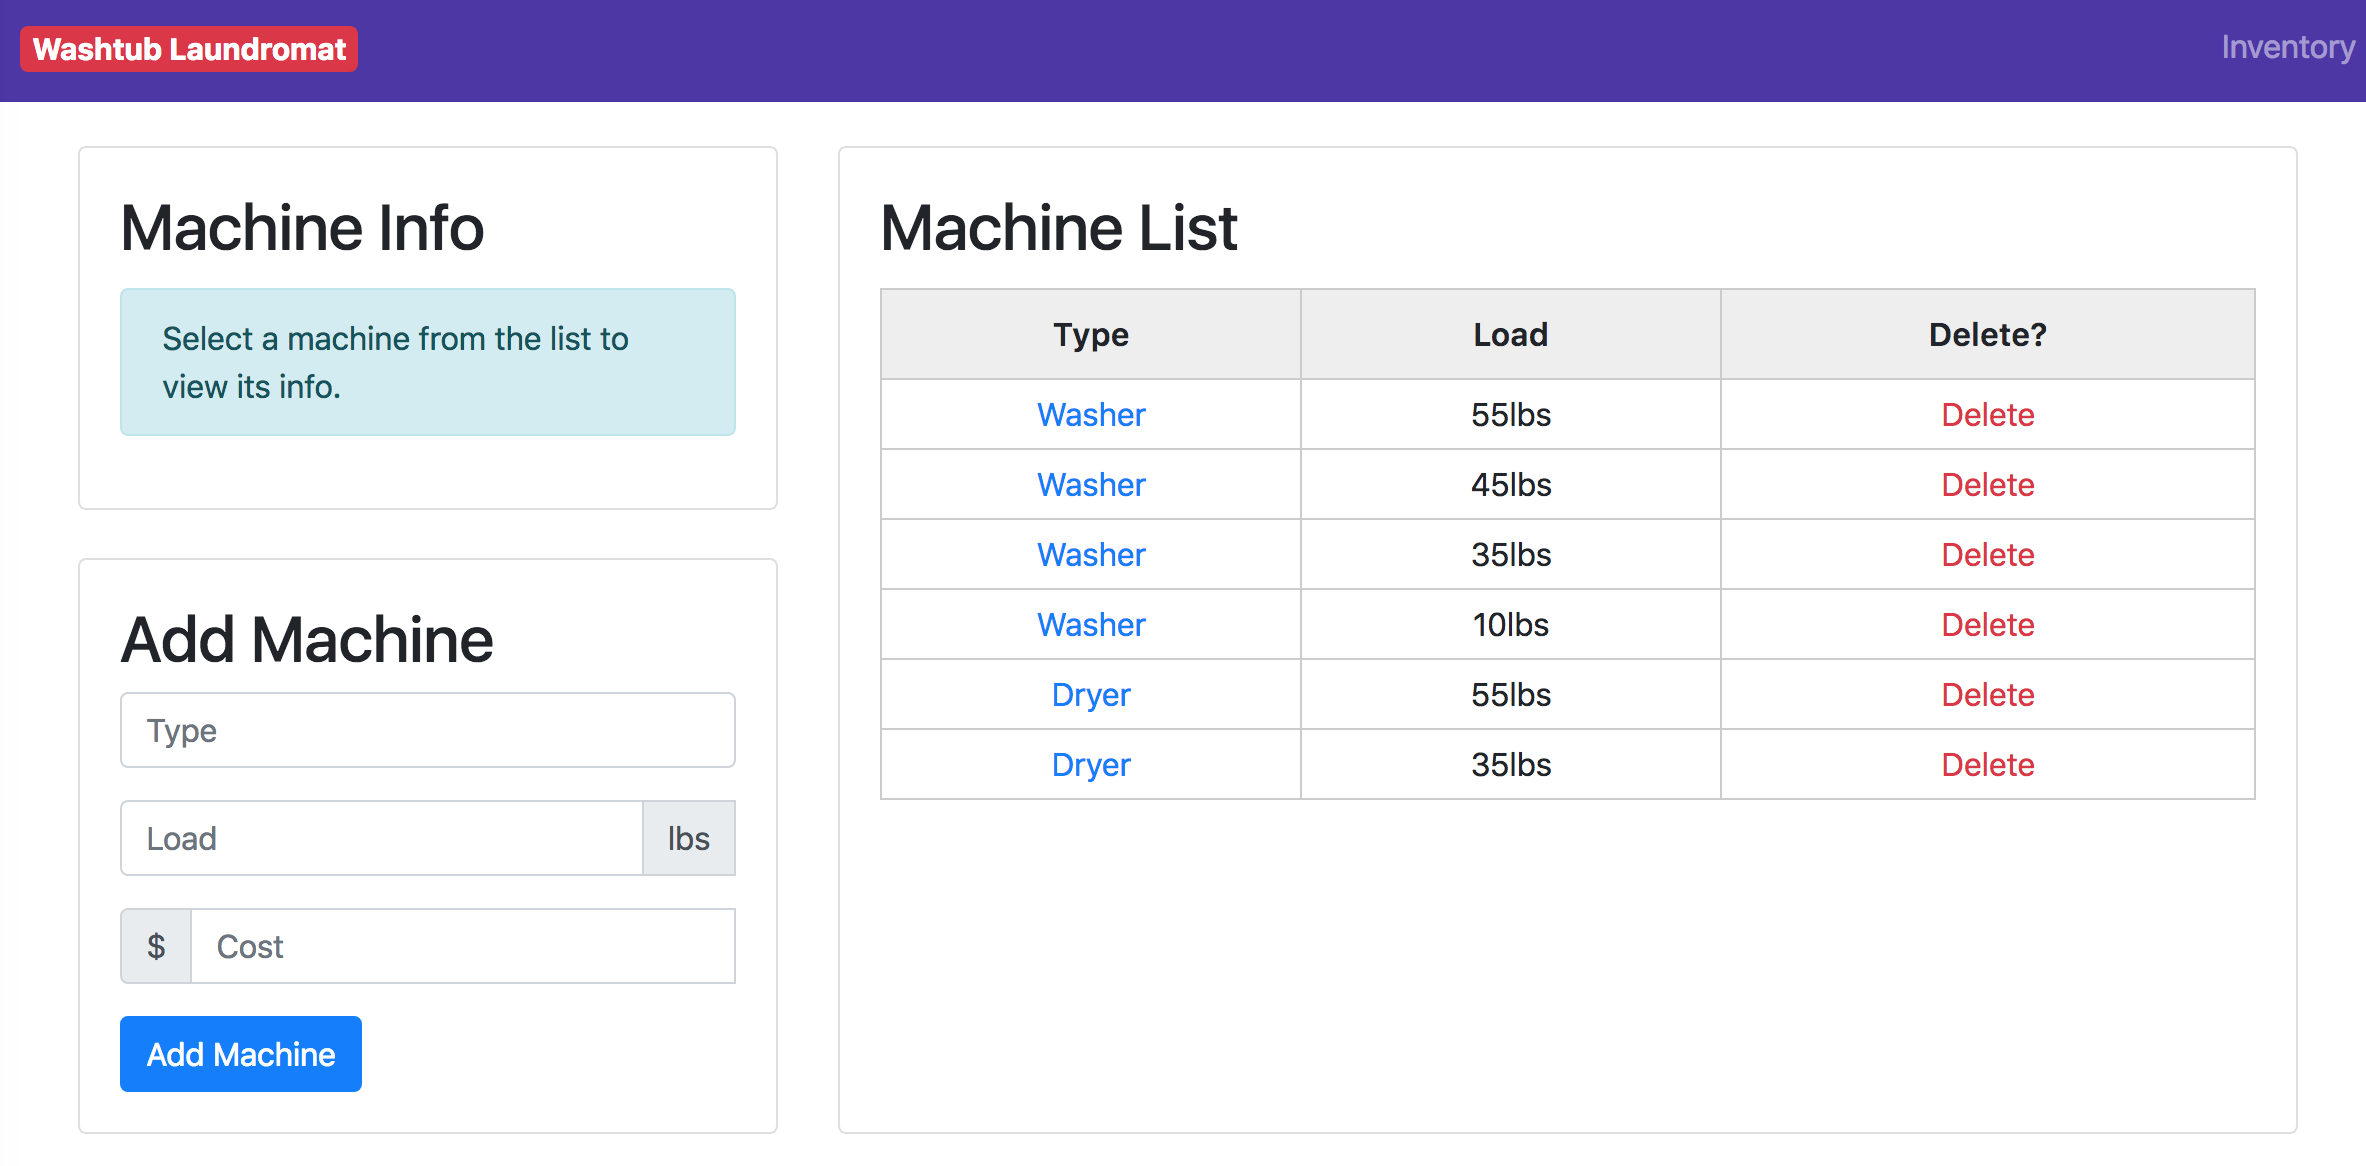 Washtub Laundromat
Inventory
Machine Info
Select a machine from the list to
view its info.
Add Machine
Type
Load lbs
$ Cost
Add Machine
Machine List
Type Load Delete?
Washer 55lbs Delete
Washer 45lbs Delete
Washer 35lbs Delete
Washer 10lbs Delete
Dryer 55lbs Delete
Dryer 35lbs Delete